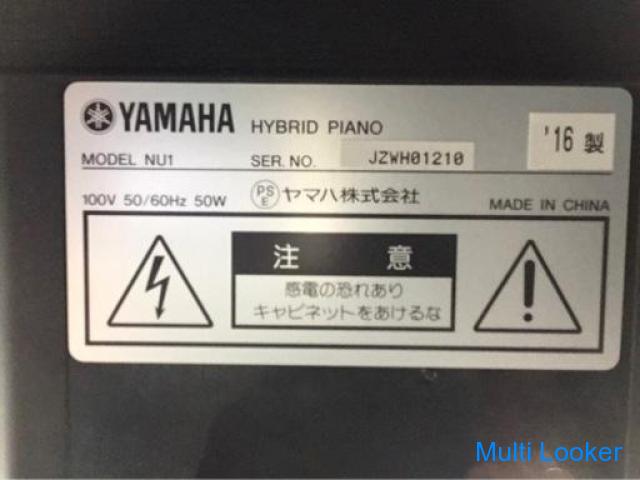 YAMAHA HYBRID PIANO
'16 製
MODEL NU1 SER. NO. JZWH01210
100V 50/60Hz 50W PSE ヤマハ株式会社 MADE IN CHINA
注 意
感電の恐れあり
キャビネットをあけるな
Multi Looker